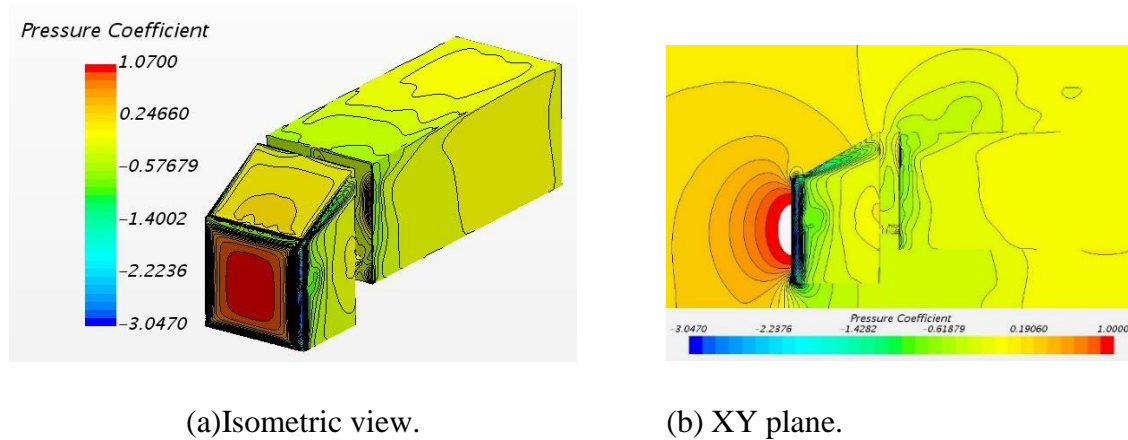 Pressure Coefficient
1.0700
0.24660
-0.57679
-1.4002
-2.2236
-3.0470
Pressure Coefficient
-3.0470 -2.2376 -1.4282 -0.61879 0.19060 1.0000
(a)Isometric view.
(b) XY plane.